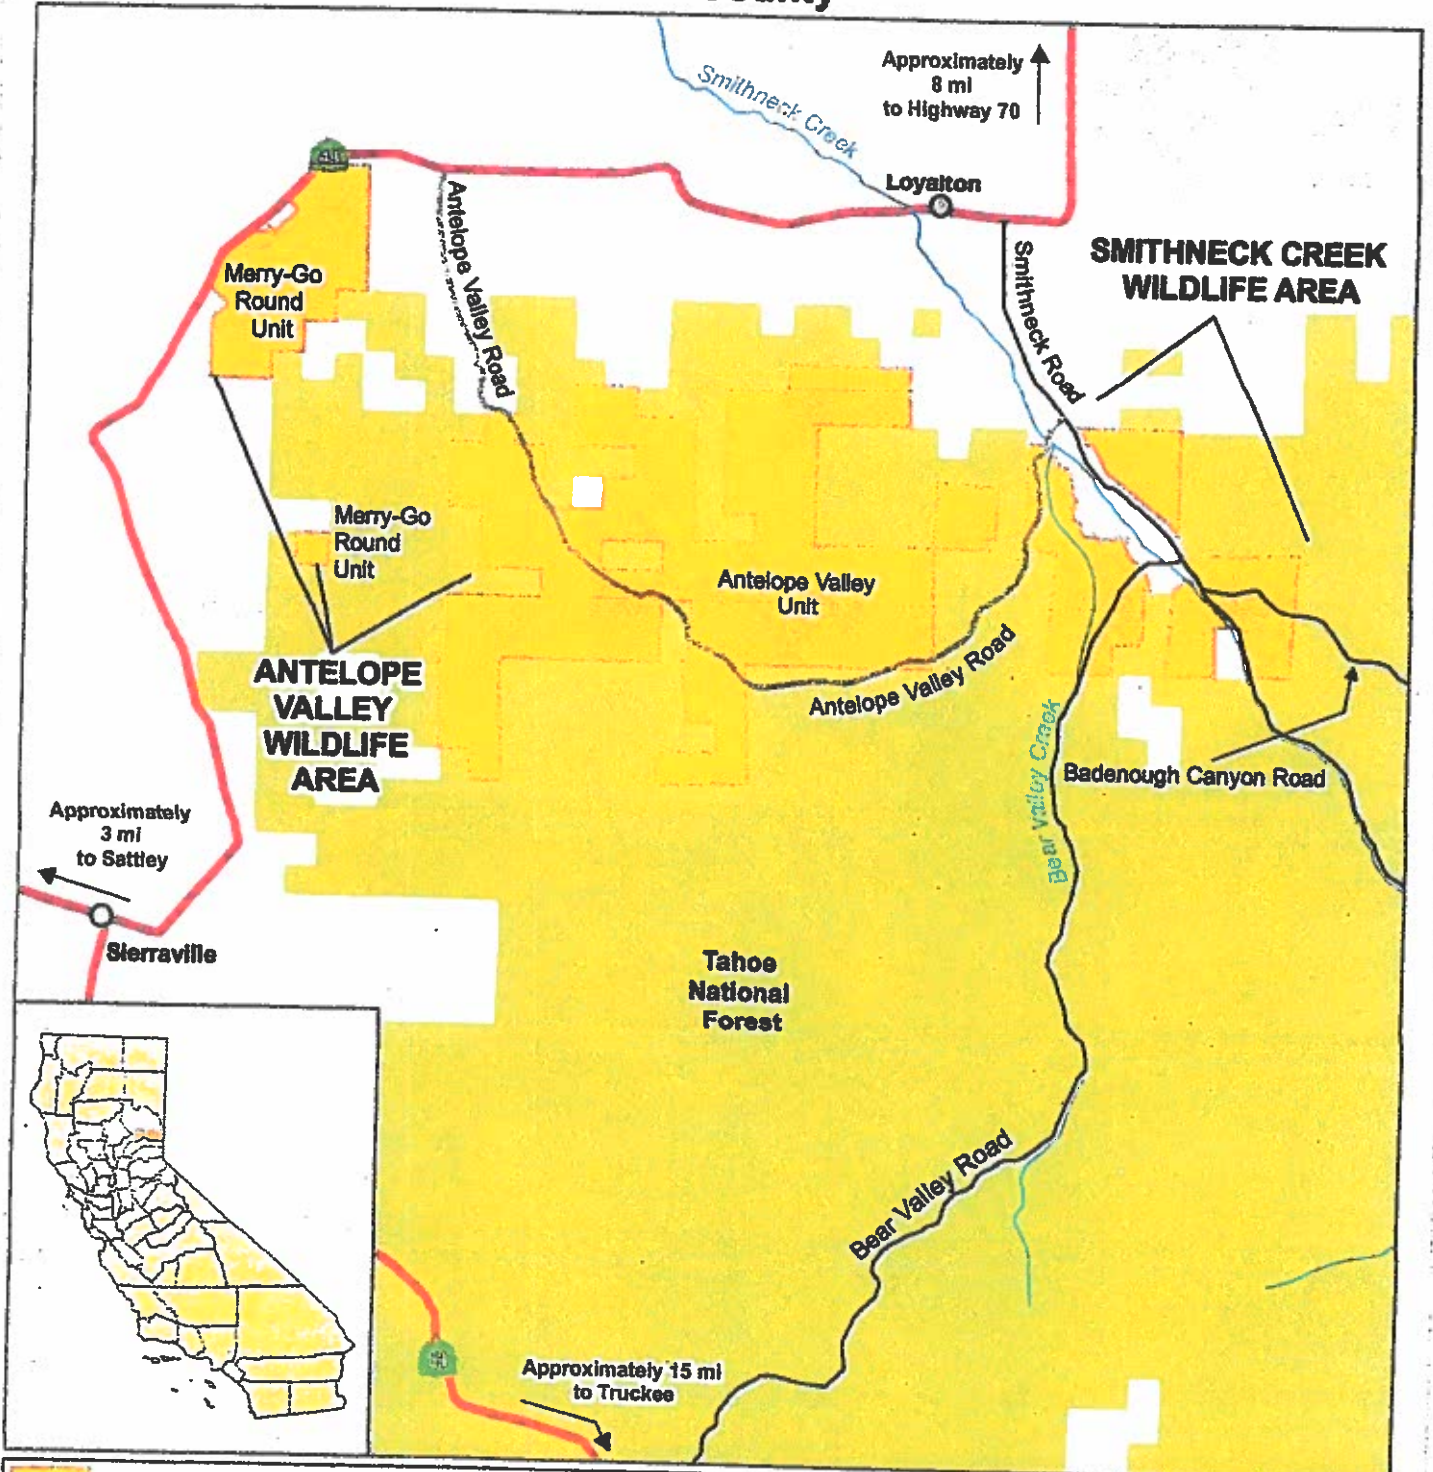 Approximately
8 mi
to Highway 70
Smithneck Creek
Loyalton
Antelope Valley Road
Smithneck Road
SMITHNECK CREEK
WILDLIFE AREA
Merry-Go
Round
Unit
Merry-Go
Round
Unit
Antelope Valley
Unit
ANTELOPE
VALLEY
WILDLIFE
AREA
Antelope Valley Road
Bear Valley Creek
Badenough Canyon Road
Approximately
3 mi
to Sattley
Sierraville
Tahoe
National
Forest
Bear Valley Road
Approximately 15 mi
to Truckee